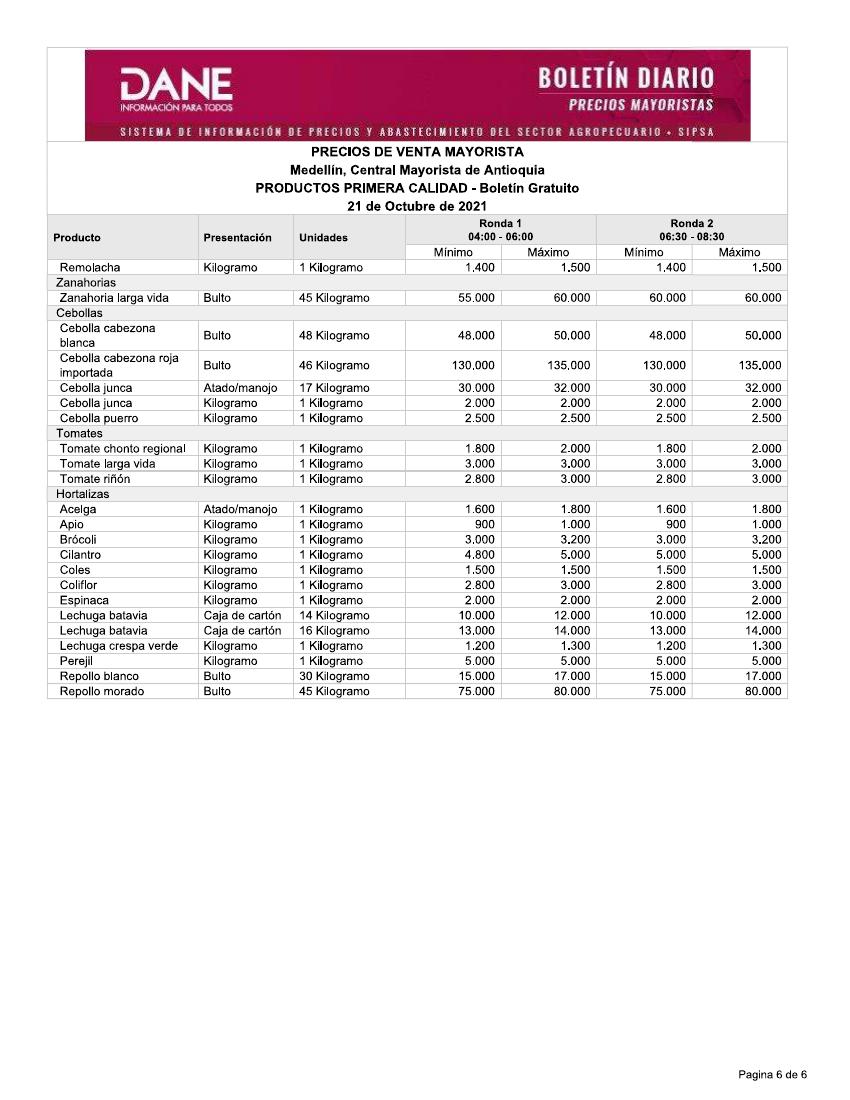 DANE
INFORMACIÓN PARA TODOS
BOLETÍN DIARIO
PRECIOS MAYORISTAS
SISTEMA DE INFORMACIÓN DE PRECIOS Y ABASTECIMIENTO DEL SECTOR AGROPECUARIO • SIPSA
PRECIOS DE VENTA MAYORISTA
Medellín, Central Mayorista de Antioquia
PRODUCTOS PRIMERA CALIDAD - Boletín Gratuito
21 de Octubre de 2021
Producto Presentación Unidades Ronda 1 04:00 - 06:00 Ronda 2 06:30 - 08:30
Mínimo Máximo Mínimo Máximo
Remolacha Kilogramo 1 Kilogramo 1.400 1.500 1.400 1.500
Zanahorias
Zanahoria larga vida Bulto 45 Kilogramo 55.000 60.000 60.000 60.000
Cebollas
Cebolla cabezona blanca Bulto 48 Kilogramo 48.000 50.000 48.000 50.000
Cebolla cabezona roja importada Bulto 46 Kilogramo 130.000 135.000 130.000 135.000
Cebolla junca Atado/manojo 17 Kilogramo 30.000 32.000 30.000 32.000
Cebolla junca Kilogramo 1 Kilogramo 2.000 2.000 2.000 2.000
Cebolla puerro Kilogramo 1 Kilogramo 2.500 2.500 2.500 2.500
Tomates
Tomate chonto regional Kilogramo 1 Kilogramo 1.800 2.000 1.800 2.000
Tomate larga vida Kilogramo 1 Kilogramo 3.000 3.000 3.000 3.000
Tomate riñón Kilogramo 1 Kilogramo 2.800 3.000 2.800 3.000
Hortalizas
Acelga Atado/manojo 1 Kilogramo 1.600 1.800 1.600 1.800
Apio Kilogramo 1 Kilogramo 900 1.000 900 1.000
Brócoli Kilogramo 1 Kilogramo 3.000 3.200 3.000 3.200
Cilantro Kilogramo 1 Kilogramo 4.800 5.000 5.000 5.000
Coles Kilogramo 1 Kilogramo 1.500 1.500 1.500 1.500
Coliflor Kilogramo 1 Kilogramo 2.800 3.000 2.800 3.000
Espinaca Kilogramo 1 Kilogramo 2.000 2.000 2.000 2.000
Lechuga batavia Caja de cartón 14 Kilogramo 10.000 12.000 10.000 12.000
Lechuga batavia Caja de cartón 16 Kilogramo 13.000 14.000 13.000 14.000
Lechuga crespa verde Kilogramo 1 Kilogramo 1.200 1.300 1.200 1.300
Perejil Kilogramo 1 Kilogramo 5.000 5.000 5.000 5.000
Repollo blanco Bulto 30 Kilogramo 15.000 17.000 15.000 17.000
Repollo morado Bulto 45 Kilogramo 75.000 80.000 75.000 80.000
Pagina 6 de 6